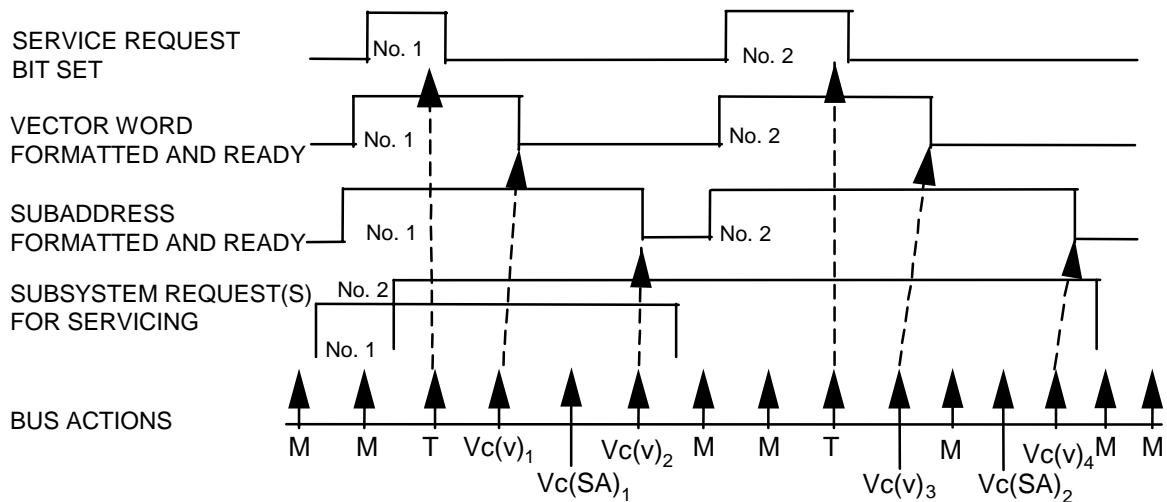 SERVICE REQUEST
BIT SET
No. 1
No. 2
VECTOR WORD
FORMATTED AND READY
No. 1
No. 2
SUBADDRESS
FORMATTED AND READY
No. 1
No. 2
SUBSYSTEM REQUEST(S)
FOR SERVICING
No. 2
No. 1
BUS ACTIONS
M M T Vc(v)1 Vc(v)2 M M T M Vc(v)4 M M
Vc(SA)1 Vc(v)3 Vc(SA)2